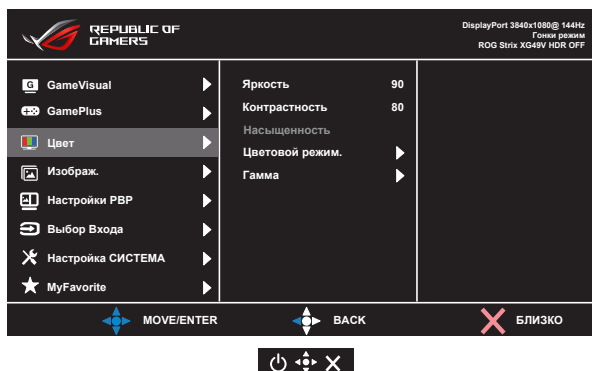 REPUBLIC OF
GAMERS
DisplayPort 3840x1080@ 144Hz
Гонки режим
ROG Strix XG49V HDR OFF
G GameVisual
GamePlus
Цвет
Изображ.
Настройки PBP
Выбор Входа
Настройка СИСТЕМА
MyFavorite
Яркость 90
Контрастность 80
Насыщенность
Цветовой режим.
Гамма
MOVE/ENTER
BACK
БЛИЗКО